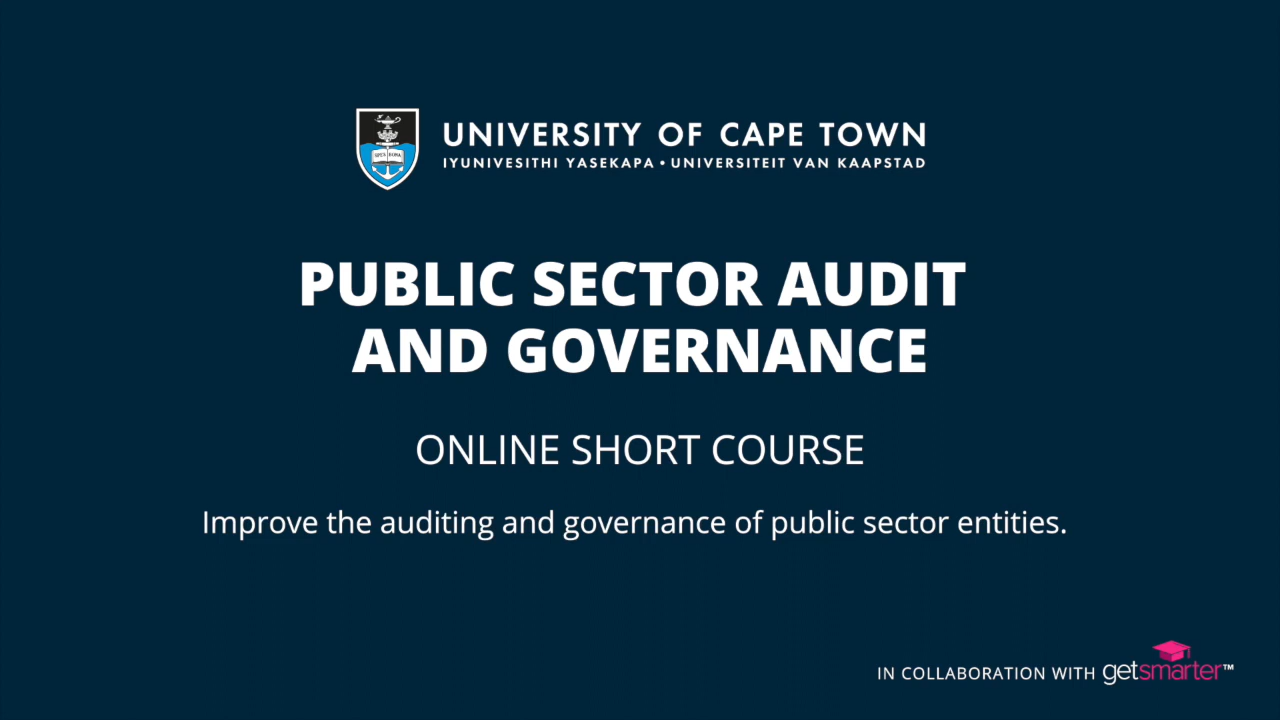 UNIVERSITY OF CAPE TOWN
IYUNIVESITHI YASEKAPA • UNIVERSITEIT VAN KAAPSTAD
PUBLIC SECTOR AUDIT
AND GOVERNANCE
ONLINE SHORT COURSE
Improve the auditing and governance of public sector entities.
IN COLLABORATION WITH getsmarter™